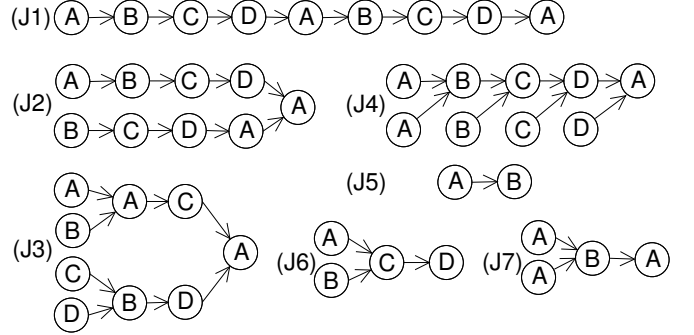 (J1) A B C D A B C D A
(J2) A B C D
B C D A
A
(J4) A B C D A
A B C D
(J3) A
B
A C
C
D
B D
A
(J5) A B
(J6) A
B
C D
(J7) A
A
B A